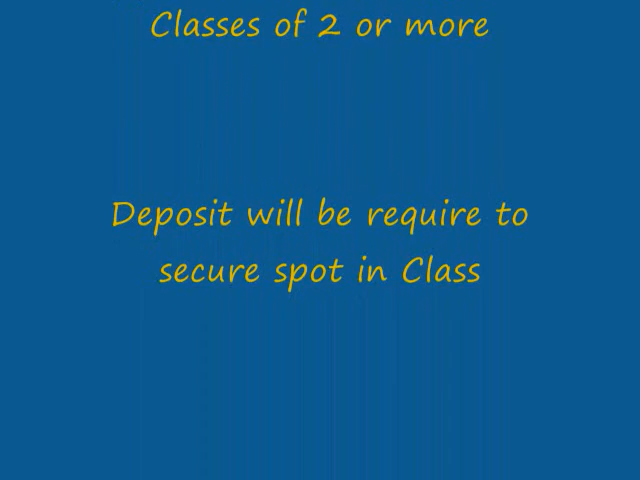 Classes of 2 or more
Deposit will be require to
secure spot in Class